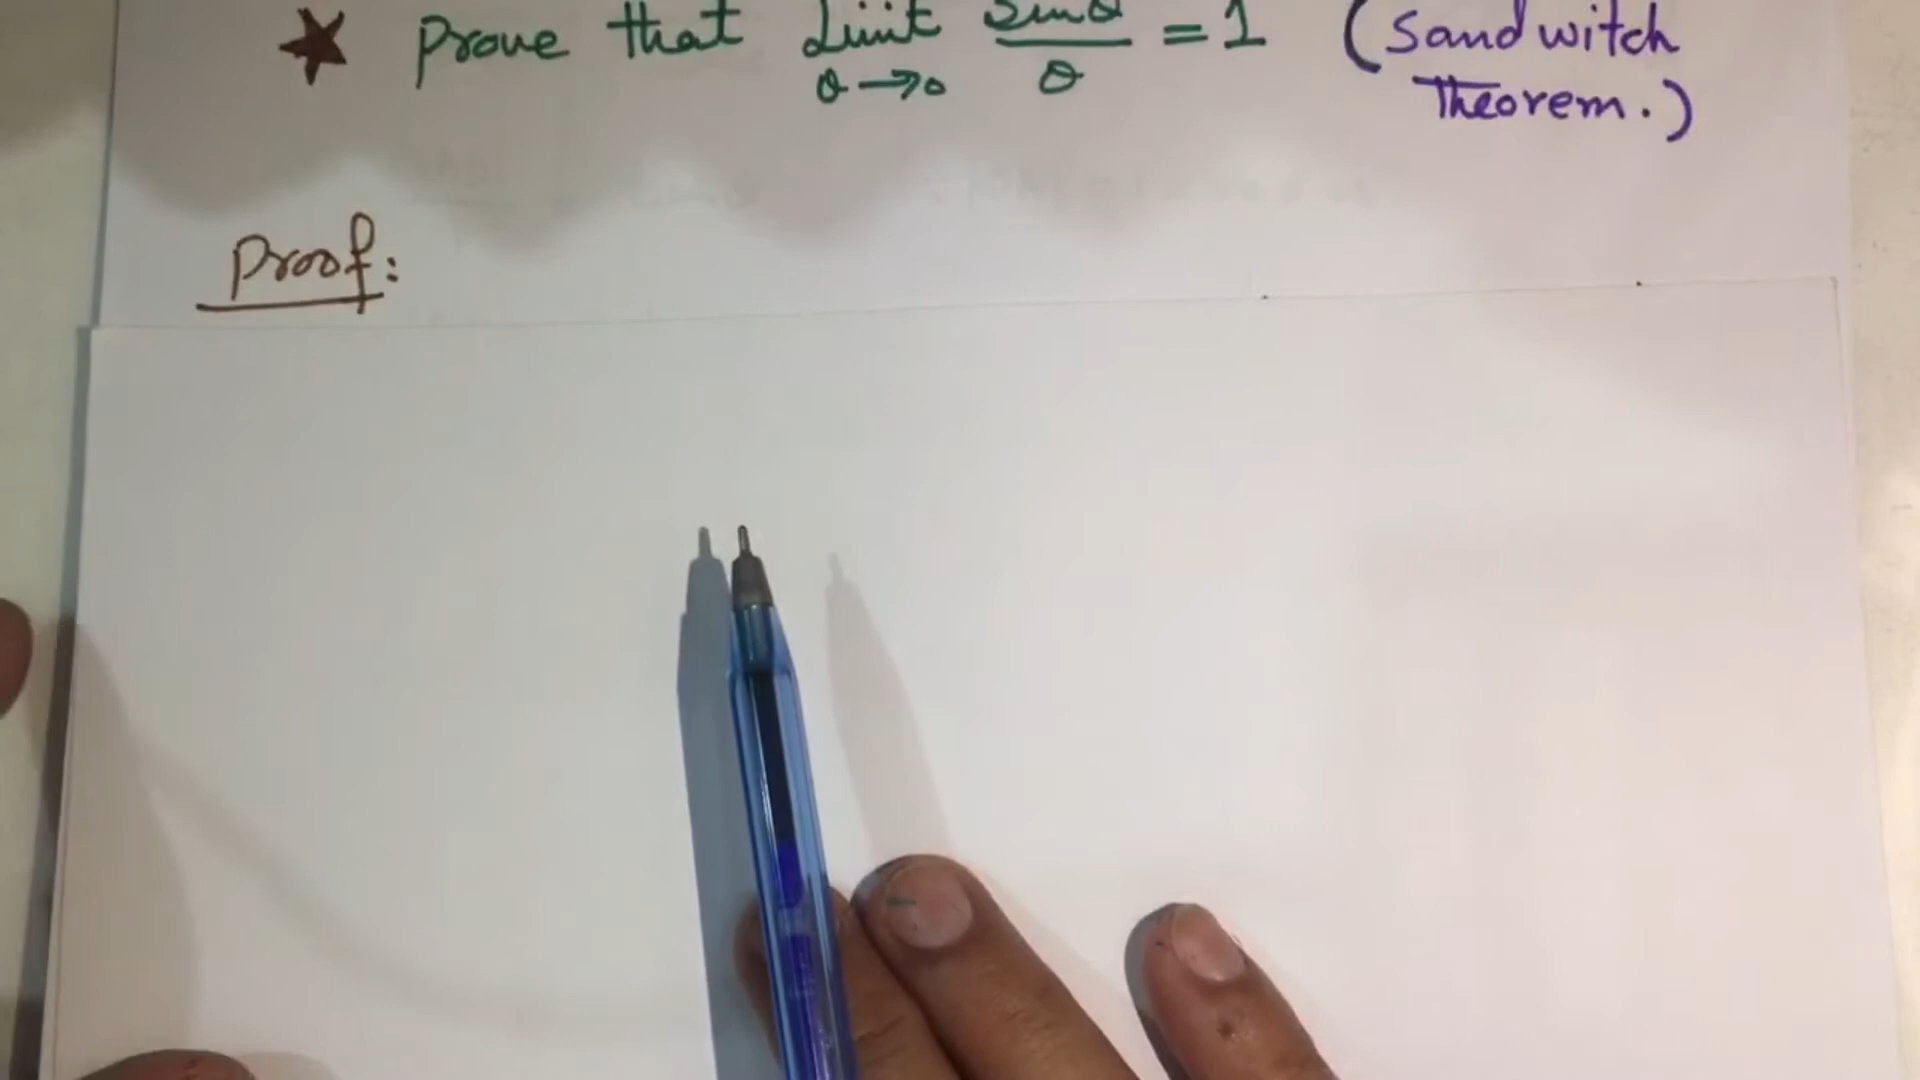 ★ Prove that Limit sinθ/θ = 1 (Sandwitch
θ→0
Theorem.)
Proof: